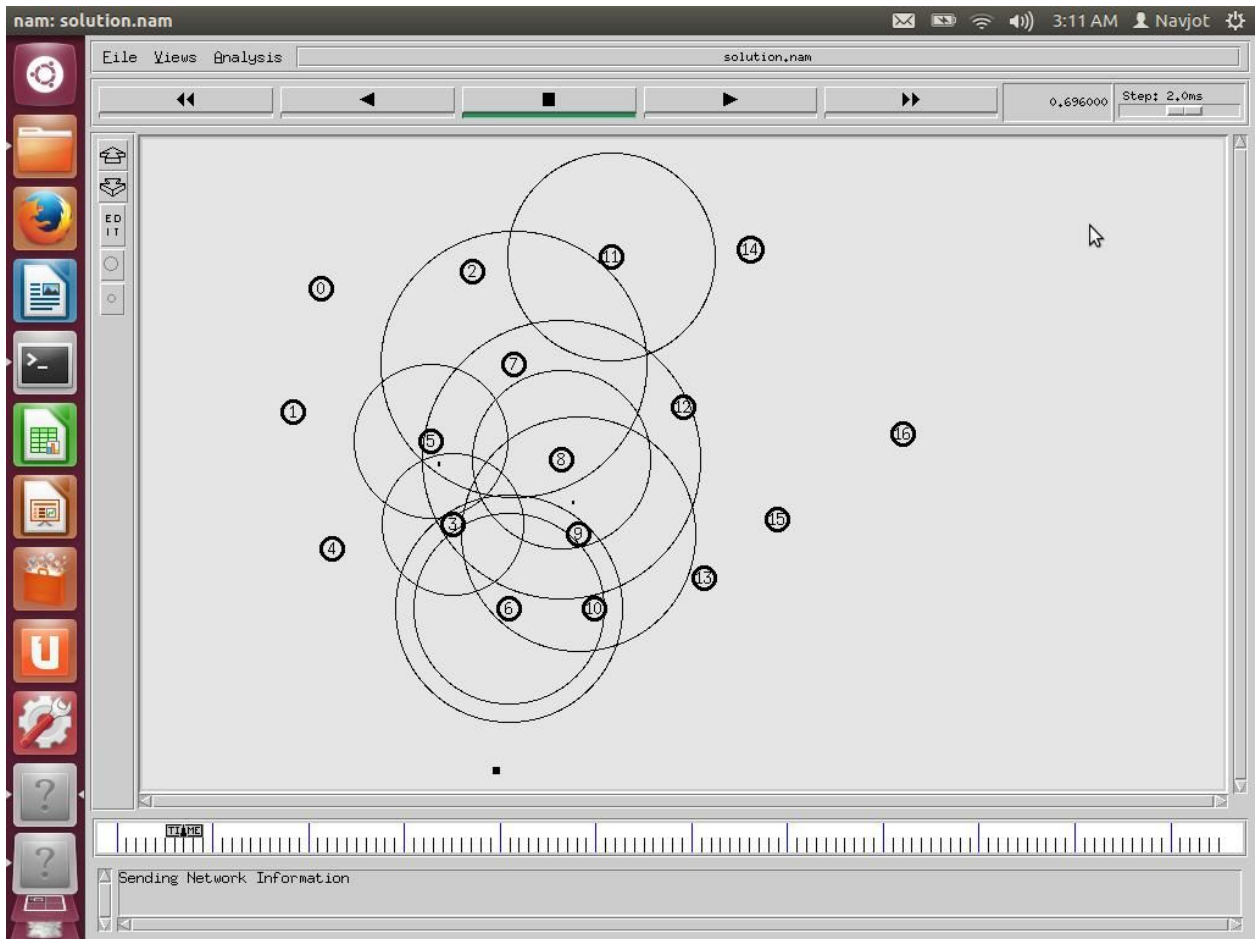 nam: solution.nam
3:11 AM Navjot
Eile Views Analysis
solution.nam
0.696000
Step: 2.0ms
ED
IT
11
14
2
0
7
12
1
16
5
8
3
15
9
4
13
6
10
TIME
Sending Network Information